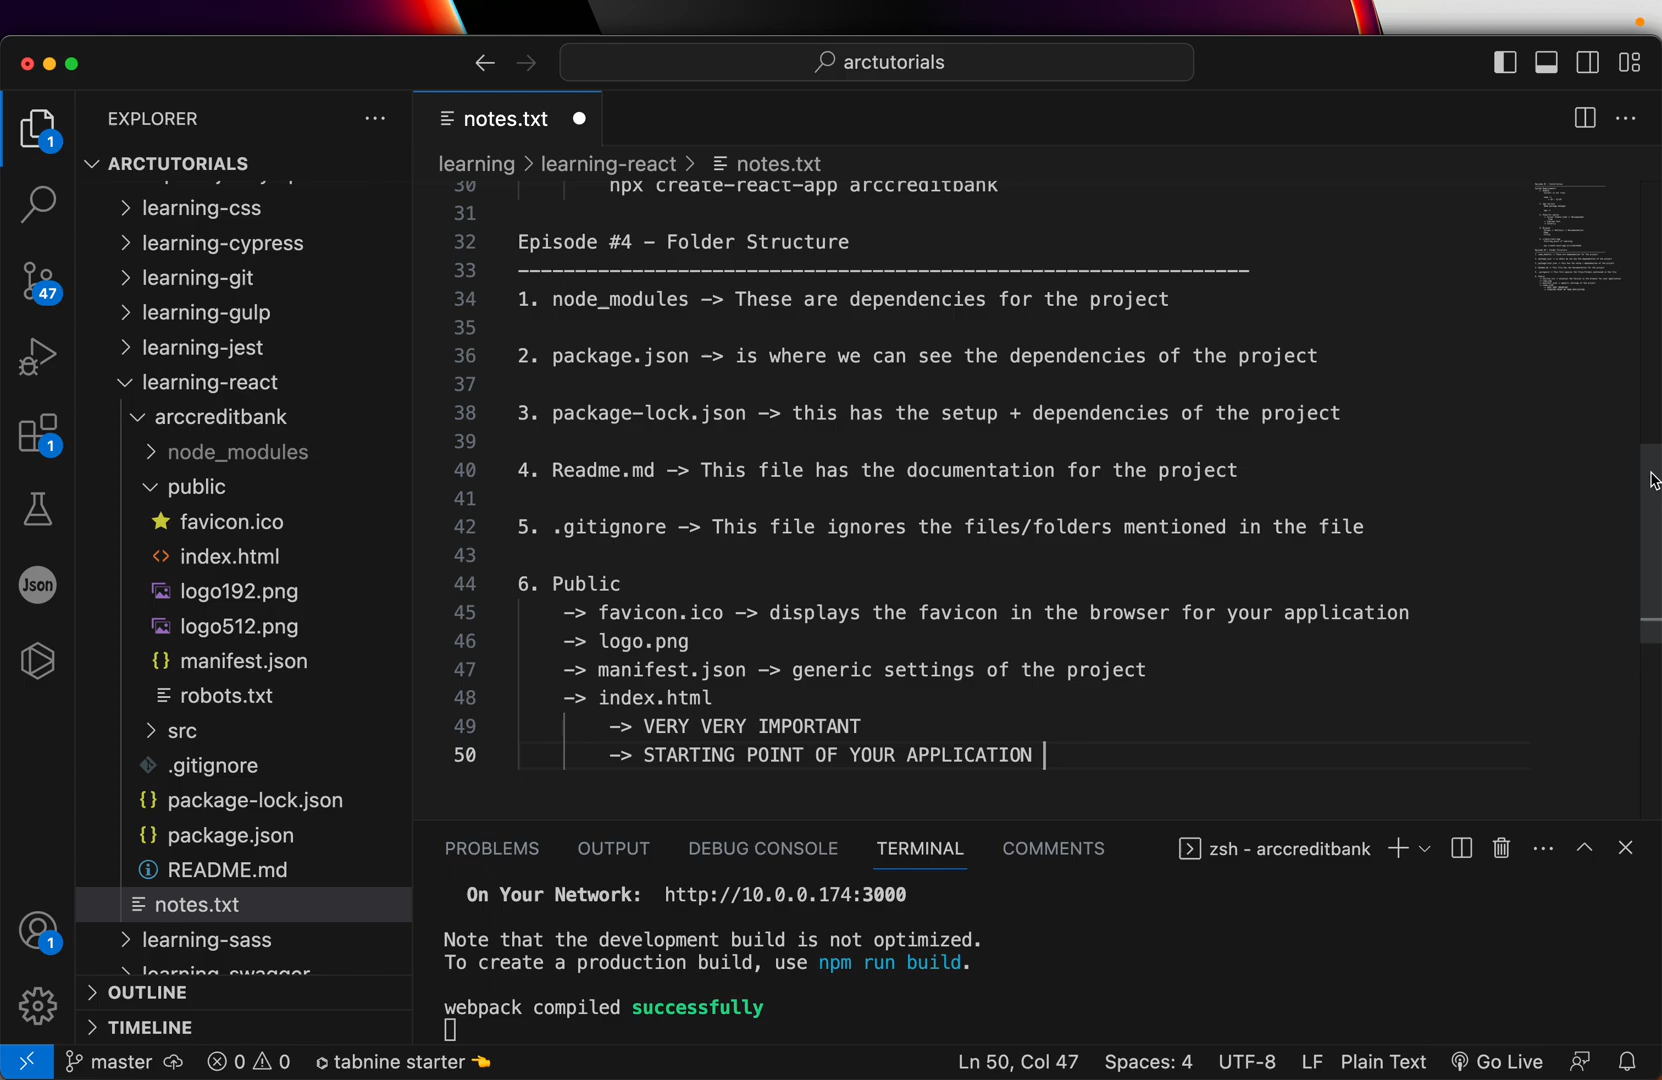 arctutorials
EXPLORER
notes.txt
ARCTUTORIALS
learning > learning-react > notes.txt
learning-css
learning-cypress
learning-git
learning-gulp
learning-jest
learning-react
arccreditbank
node_modules
public
favicon.ico
index.html
logo192.png
logo512.png
manifest.json
robots.txt
src
.gitignore
package-lock.json
package.json
README.md
notes.txt
learning-sass
learning-swagger
OUTLINE
TIMELINE
1
47
1
Json
1
30 npx create-react-app arccreditbank
31
32 Episode #4 - Folder Structure
33 ----------------------------------------------------------------
34 1. node_modules -> These are dependencies for the project
35
36 2. package.json -> is where we can see the dependencies of the project
37
38 3. package-lock.json -> this has the setup + dependencies of the project
39
40 4. Readme.md -> This file has the documentation for the project
41
42 5. .gitignore -> This file ignores the files/folders mentioned in the file
43
44 6. Public
45 -> favicon.ico -> displays the favicon in the browser for your application
46 -> logo.png
47 -> manifest.json -> generic settings of the project
48 -> index.html
49 -> VERY VERY IMPORTANT
50 -> STARTING POINT OF YOUR APPLICATION
PROBLEMS OUTPUT DEBUG CONSOLE TERMINAL COMMENTS zsh - arccreditbank
On Your Network: http://10.0.0.174:3000
Note that the development build is not optimized.
To create a production build, use npm run build.
webpack compiled successfully
master 0 0 tabnine starter Ln 50, Col 47 Spaces: 4 UTF-8 LF Plain Text Go Live